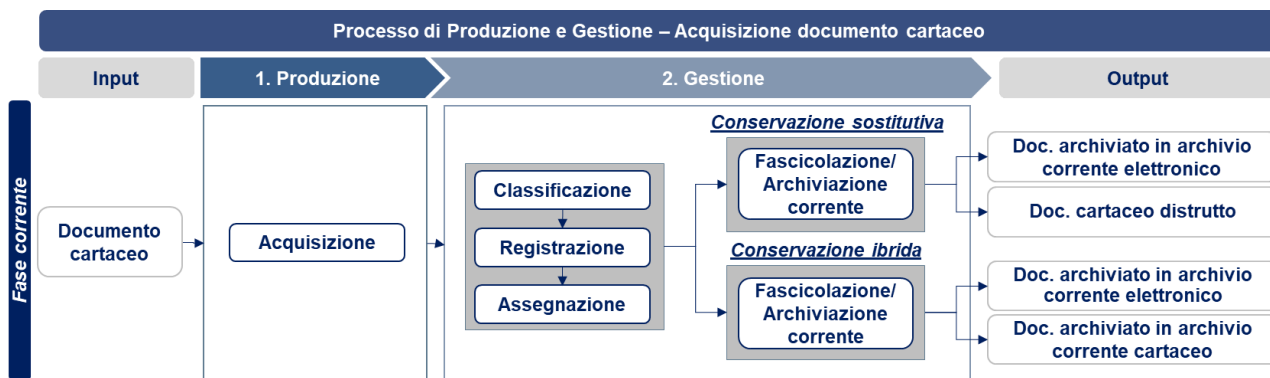 Processo di Produzione e Gestione – Acquisizione documento cartaceo
Input
1. Produzione
2. Gestione
Output
Fase corrente
Documento
cartaceo
Acquisizione
Classificazione
Registrazione
Assegnazione
Conservazione sostitutiva
Fascicolazione/
Archiviazione
corrente
Conservazione ibrida
Fascicolazione/
Archiviazione
corrente
Doc. archiviato in archivio
corrente elettronico
Doc. cartaceo distrutto
Doc. archiviato in archivio
corrente elettronico
Doc. archiviato in archivio
corrente cartaceo